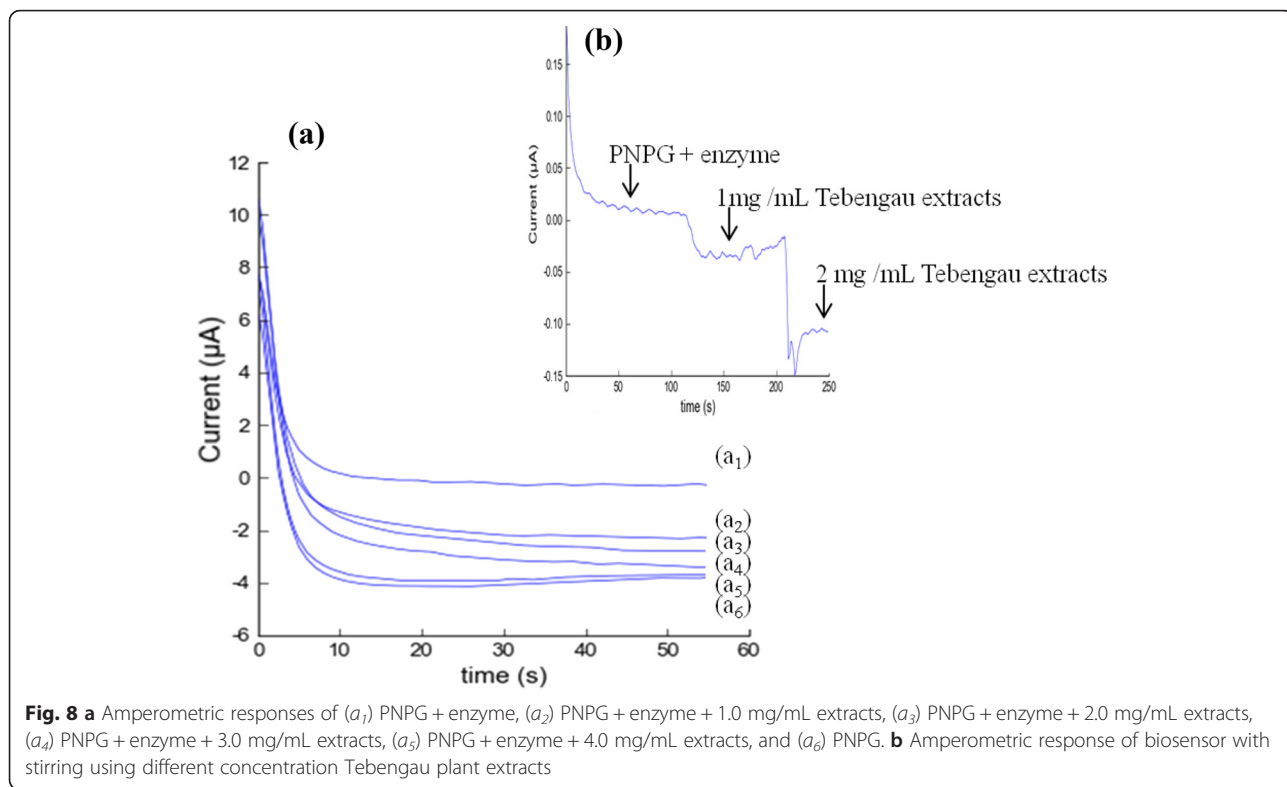 (b)
0.15
0.10
0.05
0.00
-0.05
-0.10
-0.15
Current (µA)
PNPG + enzyme
1mg /mL Tebengau extracts
2 mg /mL Tebengau extracts
0 50 100 150 200 250
time (s)
(a)
12
10
8
6
4
2
0
-2
-4
-6
Current (µA)
(a1)
(a2)
(a3)
(a4)
(a5)
(a6)
0 10 20 30 40 50 60
time (s)
Fig. 8 a Amperometric responses of (a1) PNPG + enzyme, (a2) PNPG + enzyme + 1.0 mg/mL extracts, (a3) PNPG + enzyme + 2.0 mg/mL extracts,
(a4) PNPG + enzyme + 3.0 mg/mL extracts, (a5) PNPG + enzyme + 4.0 mg/mL extracts, and (a6) PNPG. b Amperometric response of biosensor with
stirring using different concentration Tebengau plant extracts